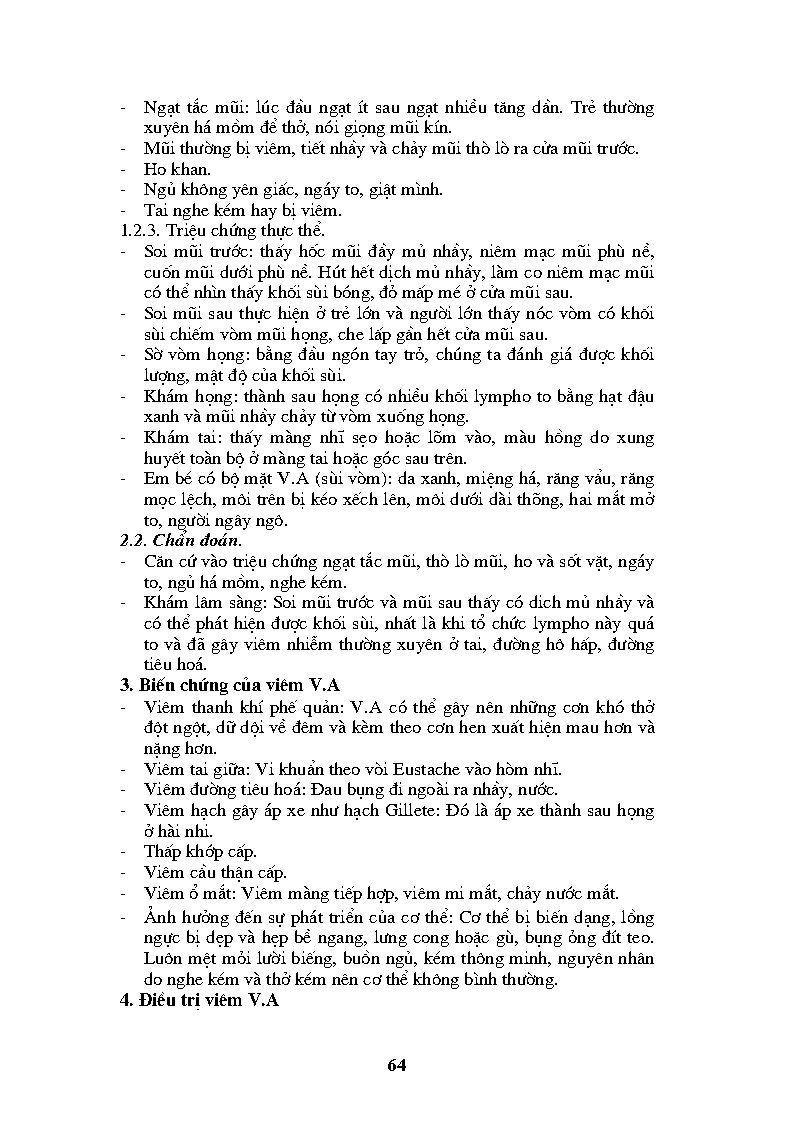 - Ngạt tắc mũi: lúc đầu ngạt ít sau ngạt nhiều tăng dần. Trẻ thường
xuyên há mồm để thở, nói giọng mũi kín.
- Mũi thường bị viêm, tiết nhầy và chảy mũi thò lò ra cửa mũi trước.
- Ho khan.
- Ngủ không yên giấc, ngáy to, giật mình.
- Tai nghe kém hay bị viêm.
1.2.3. Triệu chứng thực thể.
- Soi mũi trước: thấy hốc mũi đầy mủ nhầy, niêm mạc mũi phù nề,
cuốn mũi dưới phù nề. Hút hết dịch mủ nhầy, làm co niêm mạc mũi
có thể nhìn thấy khối sùi bóng, đỏ mấp mé ở cửa mũi sau.
- Soi mũi sau thực hiện ở trẻ lớn và người lớn thấy nóc vòm có khối
sùi chiếm vòm mũi họng, che lấp gần hết cửa mũi sau.
- Sờ vòm họng: bằng đầu ngón tay trỏ, chúng ta đánh giá được khối
lượng, mật độ của khối sùi.
- Khám họng: thành sau họng có nhiều khối lympho to bằng hạt đậu
xanh và mũi nhầy chảy từ vòm xuống họng.
- Khám tai: thấy màng nhĩ sẹo hoặc lõm vào, màu hồng do xung
huyết toàn bộ ở màng tai hoặc góc sau trên.
- Em bé có bộ mặt V.A (sùi vòm): da xanh, miệng há, răng vẩu, răng
mọc lệch, môi trên bị kéo xếch lên, môi dưới dài thõng, hai mắt mở
to, người ngây ngô.
2.2. Chẩn đoán.
- Căn cứ vào triệu chứng ngạt tắc mũi, thò lò mũi, ho và sốt vặt, ngáy
to, ngủ há mồm, nghe kém.
- Khám lâm sàng: Soi mũi trước và mũi sau thấy có dich mủ nhầy và
có thể phát hiện được khối sùi, nhất là khi tổ chức lympho này quá
to và đã gây viêm nhiễm thường xuyên ở tai, đường hô hấp, đường
tiêu hoá.
3. Biến chứng của viêm V.A
- Viêm thanh khí phế quản: V.A có thể gây nên những cơn khó thở
đột ngột, dữ dội về đêm và kèm theo cơn hen xuất hiện mau hơn và
nặng hơn.
- Viêm tai giữa: Vi khuẩn theo vòi Eustache vào hòm nhĩ.
- Viêm đường tiêu hoá: Đau bụng đi ngoài ra nhầy, nước.
- Viêm hạch gây áp xe như hạch Gillete: Đó là áp xe thành sau họng
ở hài nhi.
- Thấp khớp cấp.
- Viêm cầu thận cấp.
- Viêm ổ mắt: Viêm màng tiếp hợp, viêm mi mắt, chảy nước mắt.
- Ảnh hưởng đến sự phát triển của cơ thể: Cơ thể bị biến dạng, lồng
ngực bị dẹp và hẹp bề ngang, lưng cong hoặc gù, bụng ỏng đít teo.
Luôn mệt mỏi lười biếng, buồn ngủ, kém thông minh, nguyên nhân
do nghe kém và thở kém nên cơ thể không bình thường.
4. Điều trị viêm V.A
64